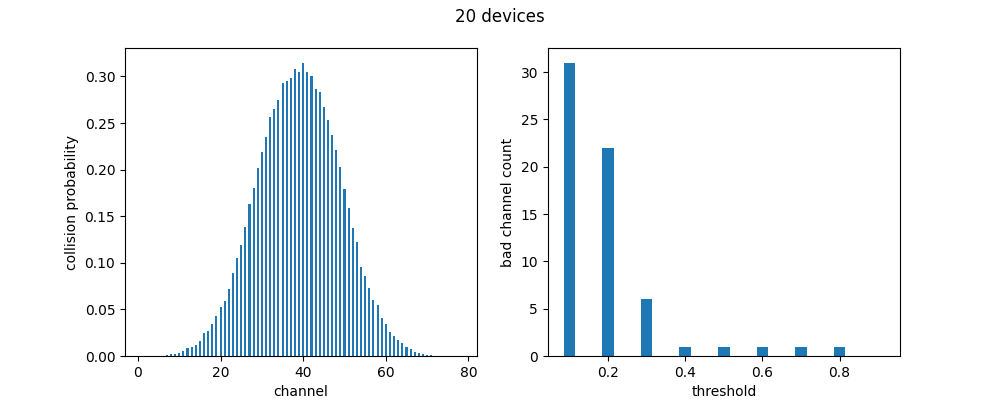 20 devices
0.30
0.25
0.20
0.15
0.10
0.05
0.00
collision probability
0 20 40 60 80
channel
30
25
20
15
10
5
0
bad channel count
0.2 0.4 0.6 0.8
threshold